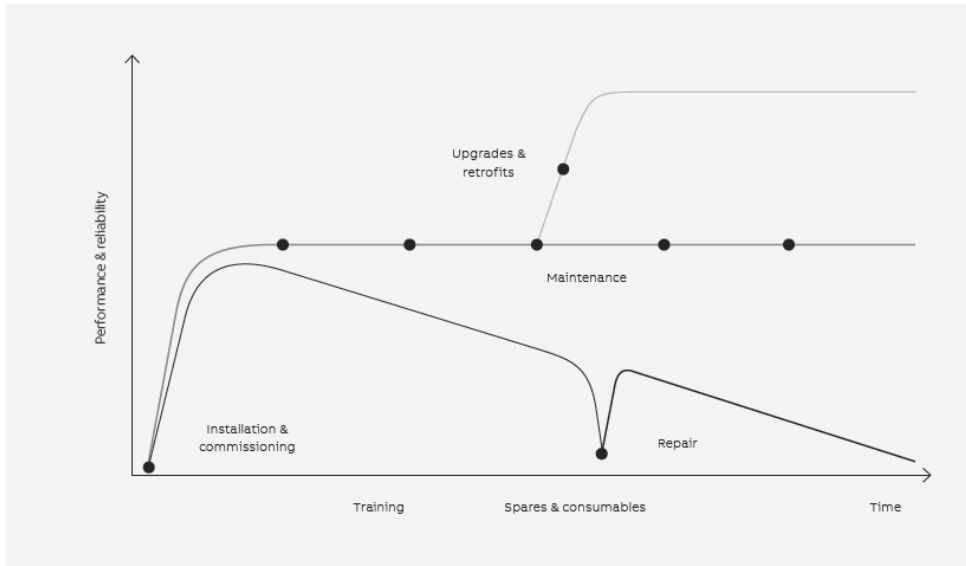 Upgrades &
retrofits
Performance & reliability
Maintenance
Installation &
commissioning
Repair
Training
Spares & consumables
Time